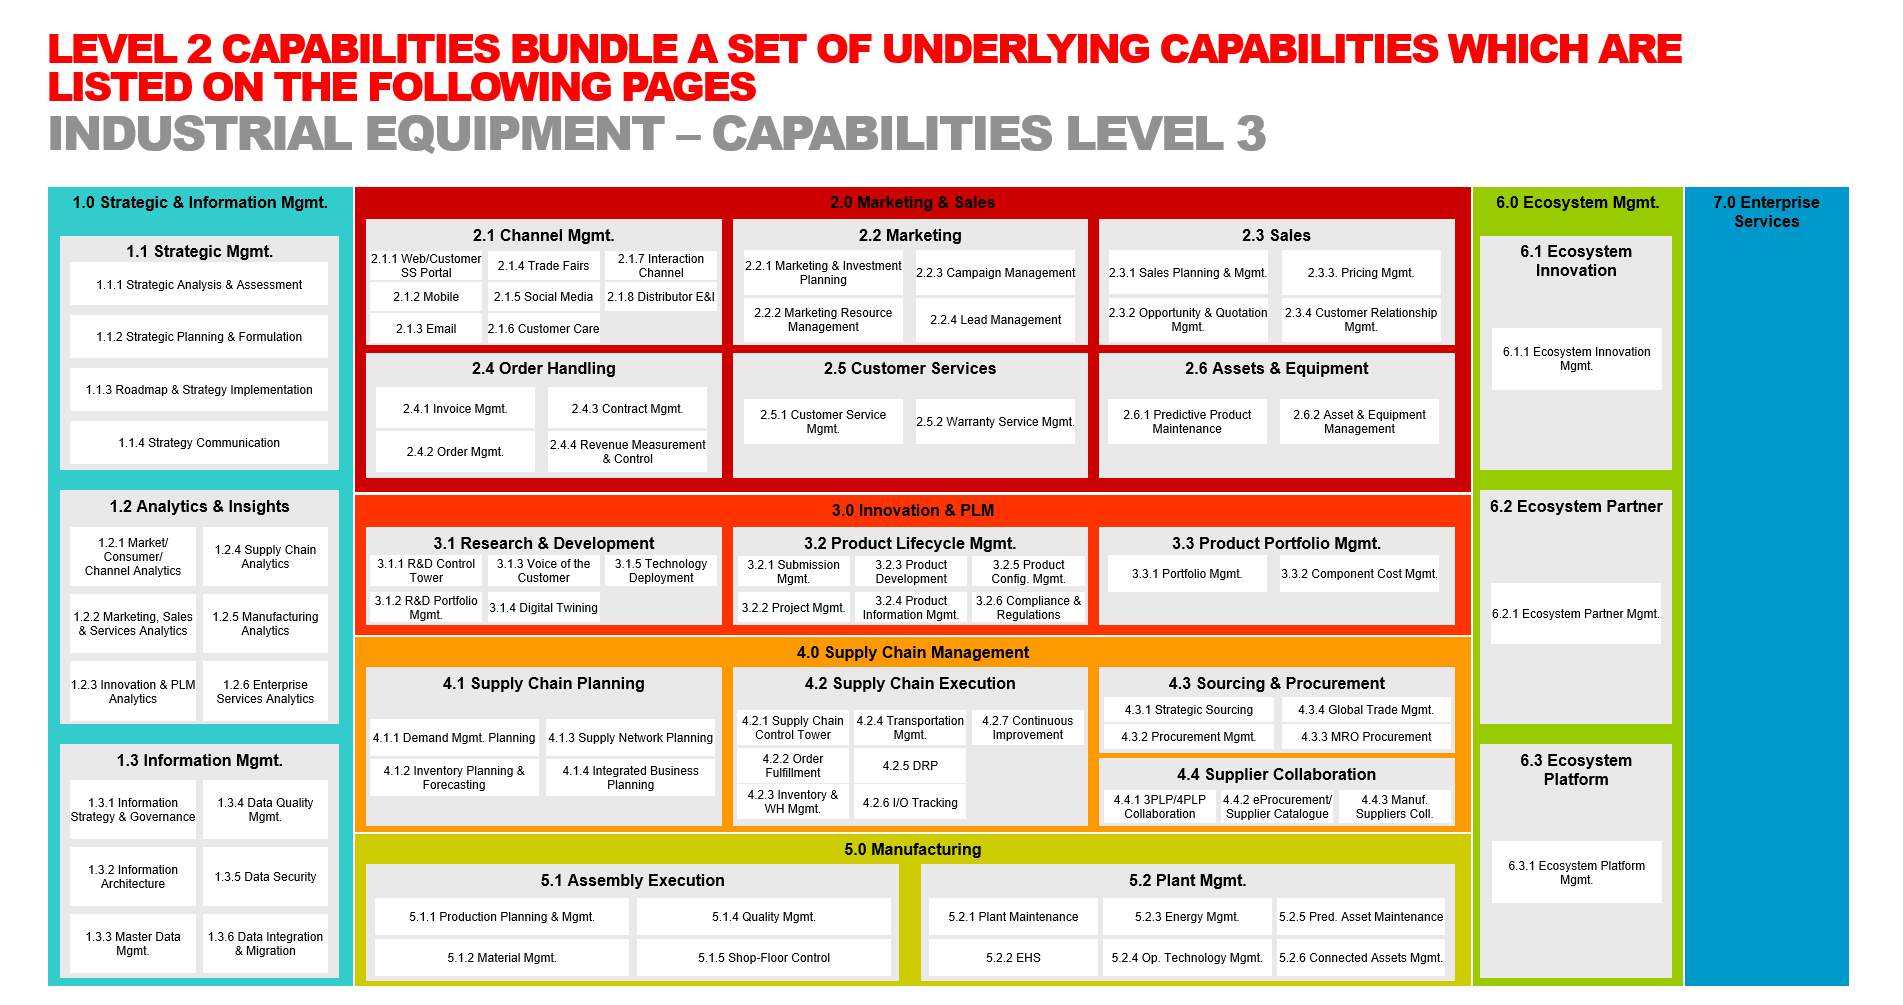 LEVEL 2 CAPABILITIES BUNDLE A SET OF UNDERLYING CAPABILITIES WHICH ARE
LISTED ON THE FOLLOWING PAGES
INDUSTRIAL EQUIPMENT – CAPABILITIES LEVEL 3
1.0 Strategic & Information Mgmt.
1.1 Strategic Mgmt.
1.1.1 Strategic Analysis & Assessment
1.1.2 Strategic Planning & Formulation
1.1.3 Roadmap & Strategy Implementation
1.1.4 Strategy Communication
1.2 Analytics & Insights
1.2.1 Market/
Consumer/
Channel Analytics
1.2.4 Supply Chain
Analytics
1.2.2 Marketing, Sales
& Services Analytics
1.2.5 Manufacturing
Analytics
1.2.3 Innovation & PLM
Analytics
1.2.6 Enterprise
Services Analytics
1.3 Information Mgmt.
1.3.1 Information
Strategy & Governance
1.3.4 Data Quality
Mgmt.
1.3.2 Information
Architecture
1.3.5 Data Security
1.3.3 Master Data
Mgmt.
1.3.6 Data Integration
& Migration
2.0 Marketing & Sales
2.1 Channel Mgmt.
2.1.1 Web/Customer
SS Portal
2.1.4 Trade Fairs
2.1.7 Interaction
Channel
2.1.2 Mobile
2.1.5 Social Media
2.1.8 Distributor E&I
2.1.3 Email
2.1.6 Customer Care
2.2 Marketing
2.2.1 Marketing & Investment
Planning
2.2.3 Campaign Management
2.2.2 Marketing Resource
Management
2.2.4 Lead Management
2.3 Sales
2.3.1 Sales Planning & Mgmt.
2.3.3. Pricing Mgmt.
2.3.2 Opportunity & Quotation
Mgmt.
2.3.4 Customer Relationship
Mgmt.
2.4 Order Handling
2.4.1 Invoice Mgmt.
2.4.3 Contract Mgmt.
2.4.2 Order Mgmt.
2.4.4 Revenue Measurement
& Control
2.5 Customer Services
2.5.1 Customer Service
Mgmt.
2.5.2 Warranty Service Mgmt.
2.6 Assets & Equipment
2.6.1 Predictive Product
Maintenance
2.6.2 Asset & Equipment
Management
3.0 Innovation & PLM
3.1 Research & Development
3.1.1 R&D Control
Tower
3.1.3 Voice of the
Customer
3.1.5 Technology
Deployment
3.1.2 R&D Portfolio
Mgmt.
3.1.4 Digital Twining
3.2 Product Lifecycle Mgmt.
3.2.1 Submission
Mgmt.
3.2.3 Product
Development
3.2.5 Product
Config. Mgmt.
3.2.2 Project Mgmt.
3.2.4 Product
Information Mgmt.
3.2.6 Compliance &
Regulations
3.3 Product Portfolio Mgmt.
3.3.1 Portfolio Mgmt.
3.3.2 Component Cost Mgmt.
4.0 Supply Chain Management
4.1 Supply Chain Planning
4.1.1 Demand Mgmt. Planning
4.1.3 Supply Network Planning
4.1.2 Inventory Planning &
Forecasting
4.1.4 Integrated Business
Planning
4.2 Supply Chain Execution
4.2.1 Supply Chain
Control Tower
4.2.4 Transportation
Mgmt.
4.2.7 Continuous
Improvement
4.2.2 Order
Fulfillment
4.2.5 DRP
4.2.3 Inventory &
WH Mgmt.
4.2.6 I/O Tracking
4.3 Sourcing & Procurement
4.3.1 Strategic Sourcing
4.3.4 Global Trade Mgmt.
4.3.2 Procurement Mgmt.
4.3.3 MRO Procurement
4.4 Supplier Collaboration
4.4.1 3PLP/4PLP
Collaboration
4.4.2 eProcurement/
Supplier Catalogue
4.4.3 Manuf.
Suppliers Coll.
5.0 Manufacturing
5.1 Assembly Execution
5.1.1 Production Planning & Mgmt.
5.1.4 Quality Mgmt.
5.1.2 Material Mgmt.
5.1.5 Shop-Floor Control
5.2 Plant Mgmt.
5.2.1 Plant Maintenance
5.2.3 Energy Mgmt.
5.2.5 Pred. Asset Maintenance
5.2.2 EHS
5.2.4 Op. Technology Mgmt.
5.2.6 Connected Assets Mgmt.
6.0 Ecosystem Mgmt.
6.1 Ecosystem
Innovation
6.1.1 Ecosystem Innovation
Mgmt.
6.2 Ecosystem Partner
6.2.1 Ecosystem Partner Mgmt.
6.3 Ecosystem
Platform
6.3.1 Ecosystem Platform
Mgmt.
7.0 Enterprise
Services